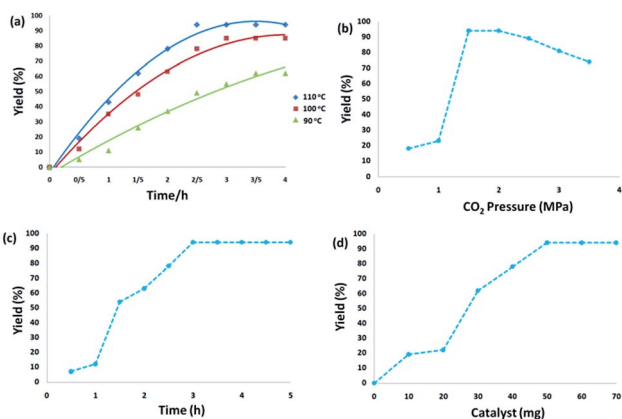 (a)
Yield (%)
100
90
80
70
60
50
40
30
20
10
0
0 0/5 1 1/5 2 2/5 3 3/5 4
Time/h
110 °C
100 °C
90 °C
(b)
Yield (%)
100
90
80
70
60
50
40
30
20
10
0
0 1 2 3 4
CO₂ Pressure (MPa)
(c)
Yield (%)
100
90
80
70
60
50
40
30
20
10
0
0 1 2 3 4 5
Time (h)
(d)
Yield (%)
100
90
80
70
60
50
40
30
20
10
0
0 10 20 30 40 50 60 70
Catalyst (mg)